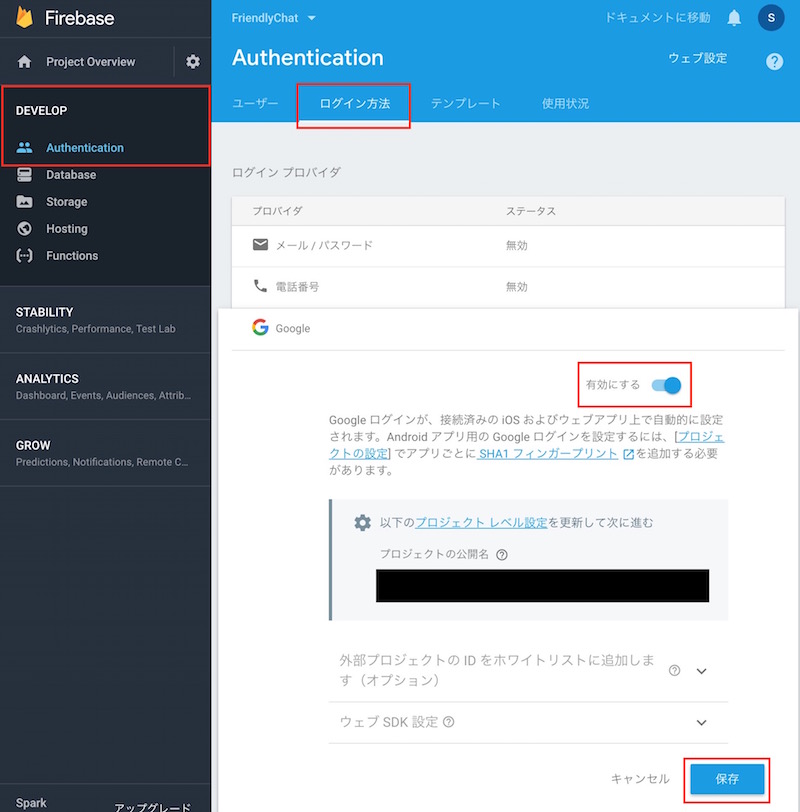 Firebase
Project Overview
DEVELOP
Authentication
Database
Storage
Hosting
Functions
STABILITY
Crashlytics, Performance, Test Lab
ANALYTICS
Dashboard, Events, Audiences, Attrib...
GROW
Predictions, Notifications, Remote C...
Spark
アップグレード
FriendlyChat
ドキュメントに移動
S
Authentication
ウェブ設定
?
ユーザー
ログイン方法
テンプレート
使用状況
ログイン プロバイダ
プロバイダ
ステータス
メール / パスワード
無効
電話番号
無効
Google
有効にする
Google ログインが、接続済みの iOS およびウェブアプリ上で自動的に設定
されます。Android アプリ用の Google ログインを設定するには、[プロジェ
クトの設定] でアプリごとに SHA1 フィンガープリント を追加する必要
があります。
以下のプロジェクト レベル設定を更新して次に進む
プロジェクトの公開名 ?
外部プロジェクトの ID をホワイトリストに追加しま
す（オプション） ?
ウェブ SDK 設定 ?
キャンセル
保存